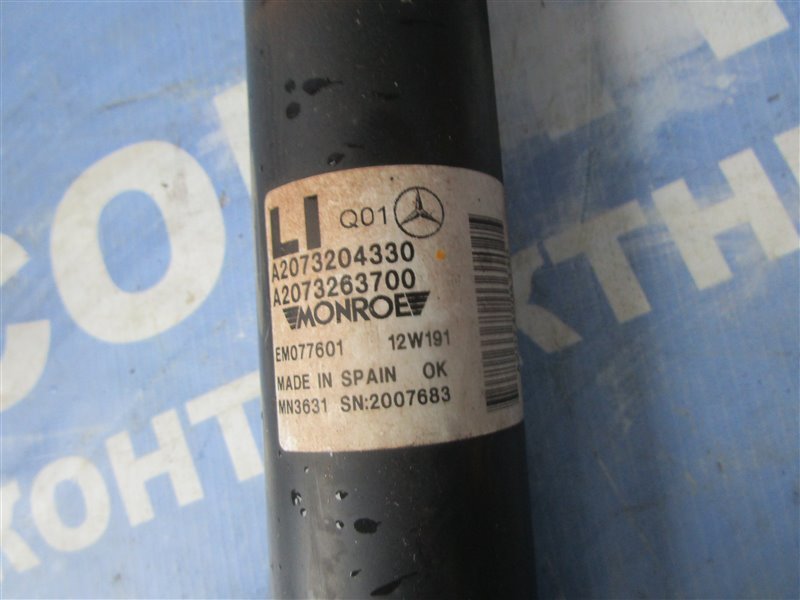 LI Q01
A2073204330
A2073263700
MONROE
EM077601 12W191
MADE IN SPAIN OK
MN3631 SN:2007683